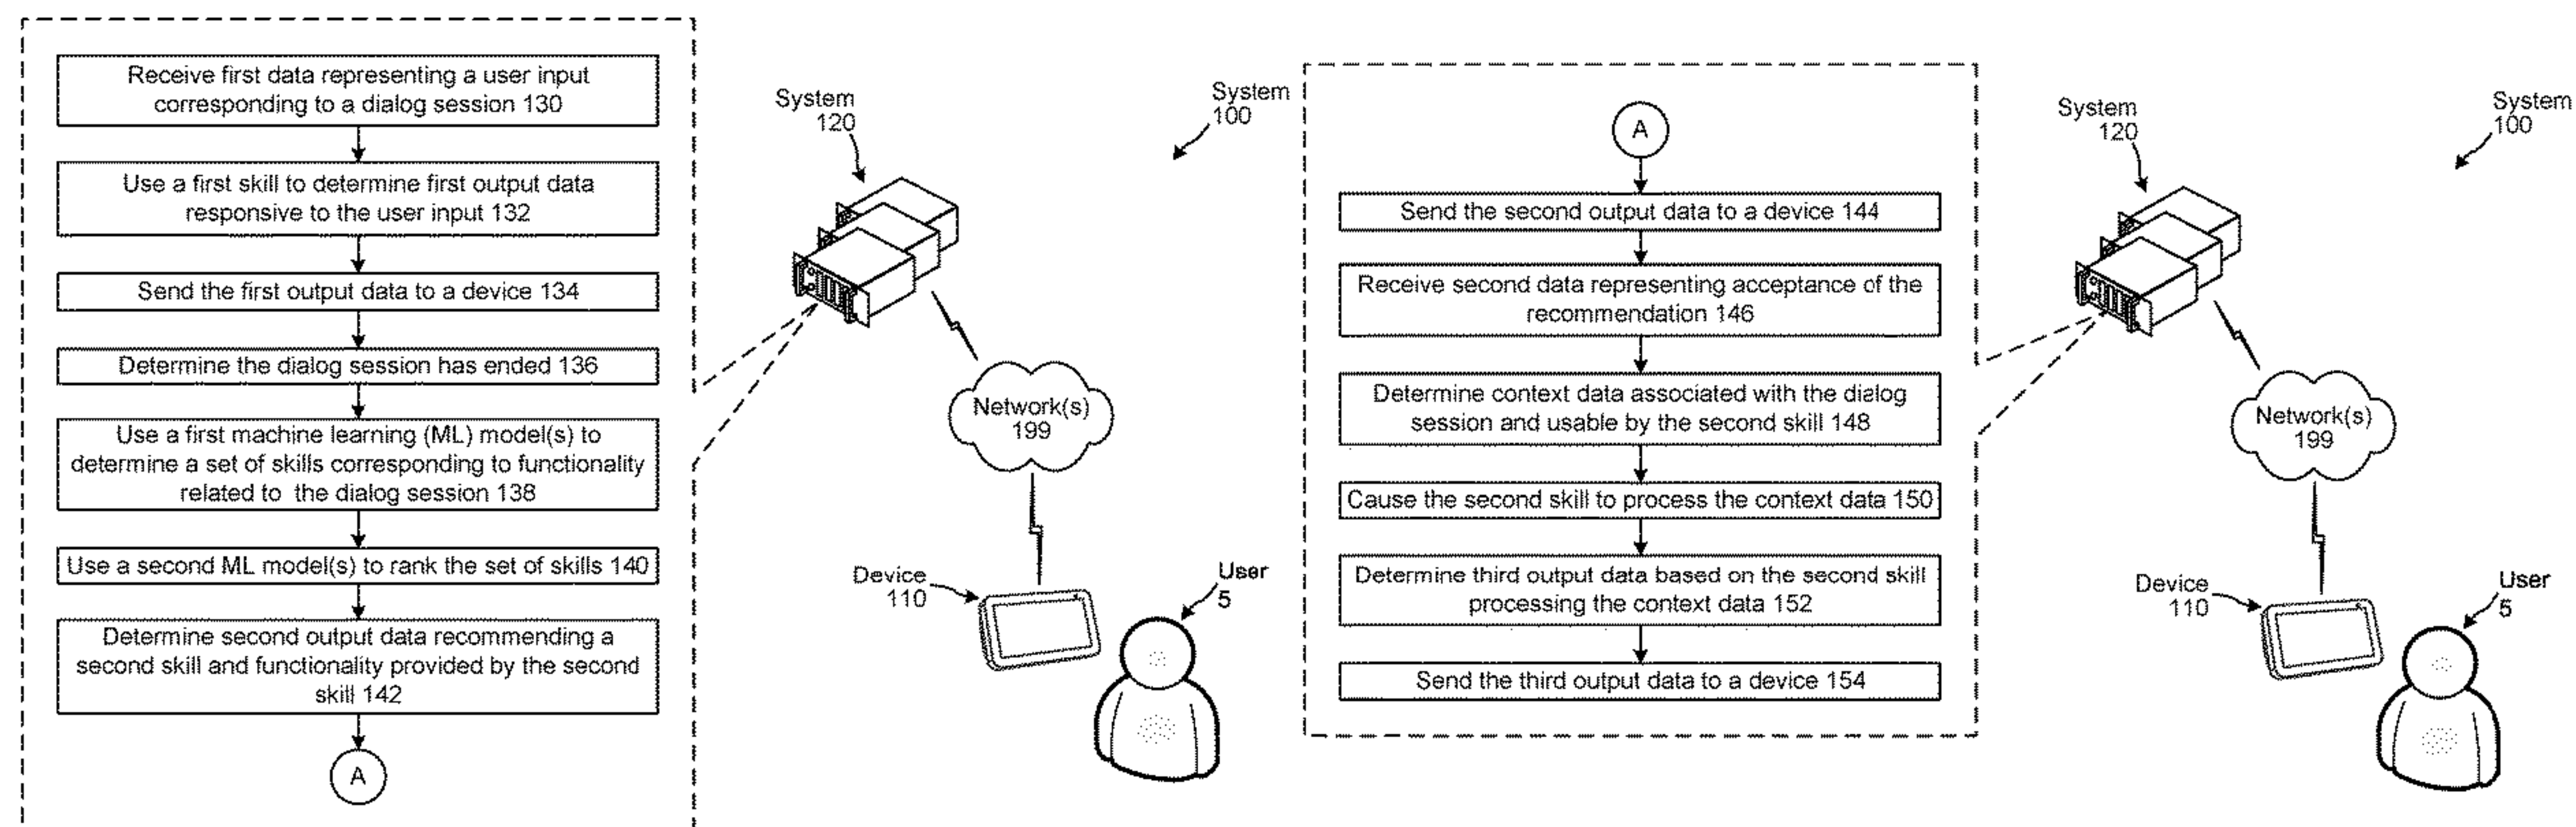 Receive first data representing a user input
corresponding to a dialog session 130
Use a first skill to determine first output data
responsive to the user input 132
Send the first output data to a device 134
Determine the dialog session has ended 136
Use a first machine learning (ML) model(s) to
determine a set of skills corresponding to functionality
related to the dialog session 138
Use a second ML model(s) to rank the set of skills 140
Determine second output data recommending a
second skill and functionality provided by the second
skill 142
A
System
120
System
100
Network(s)
199
Device
110
User
5
A
Send the second output data to a device 144
Receive second data representing acceptance of the
recommendation 146
Determine context data associated with the dialog
session and usable by the second skill 148
Cause the second skill to process the context data 150
Determine third output data based on the second skill
processing the context data 152
Send the third output data to a device 154
System
120
System
100
Network(s)
199
Device
110
User
5